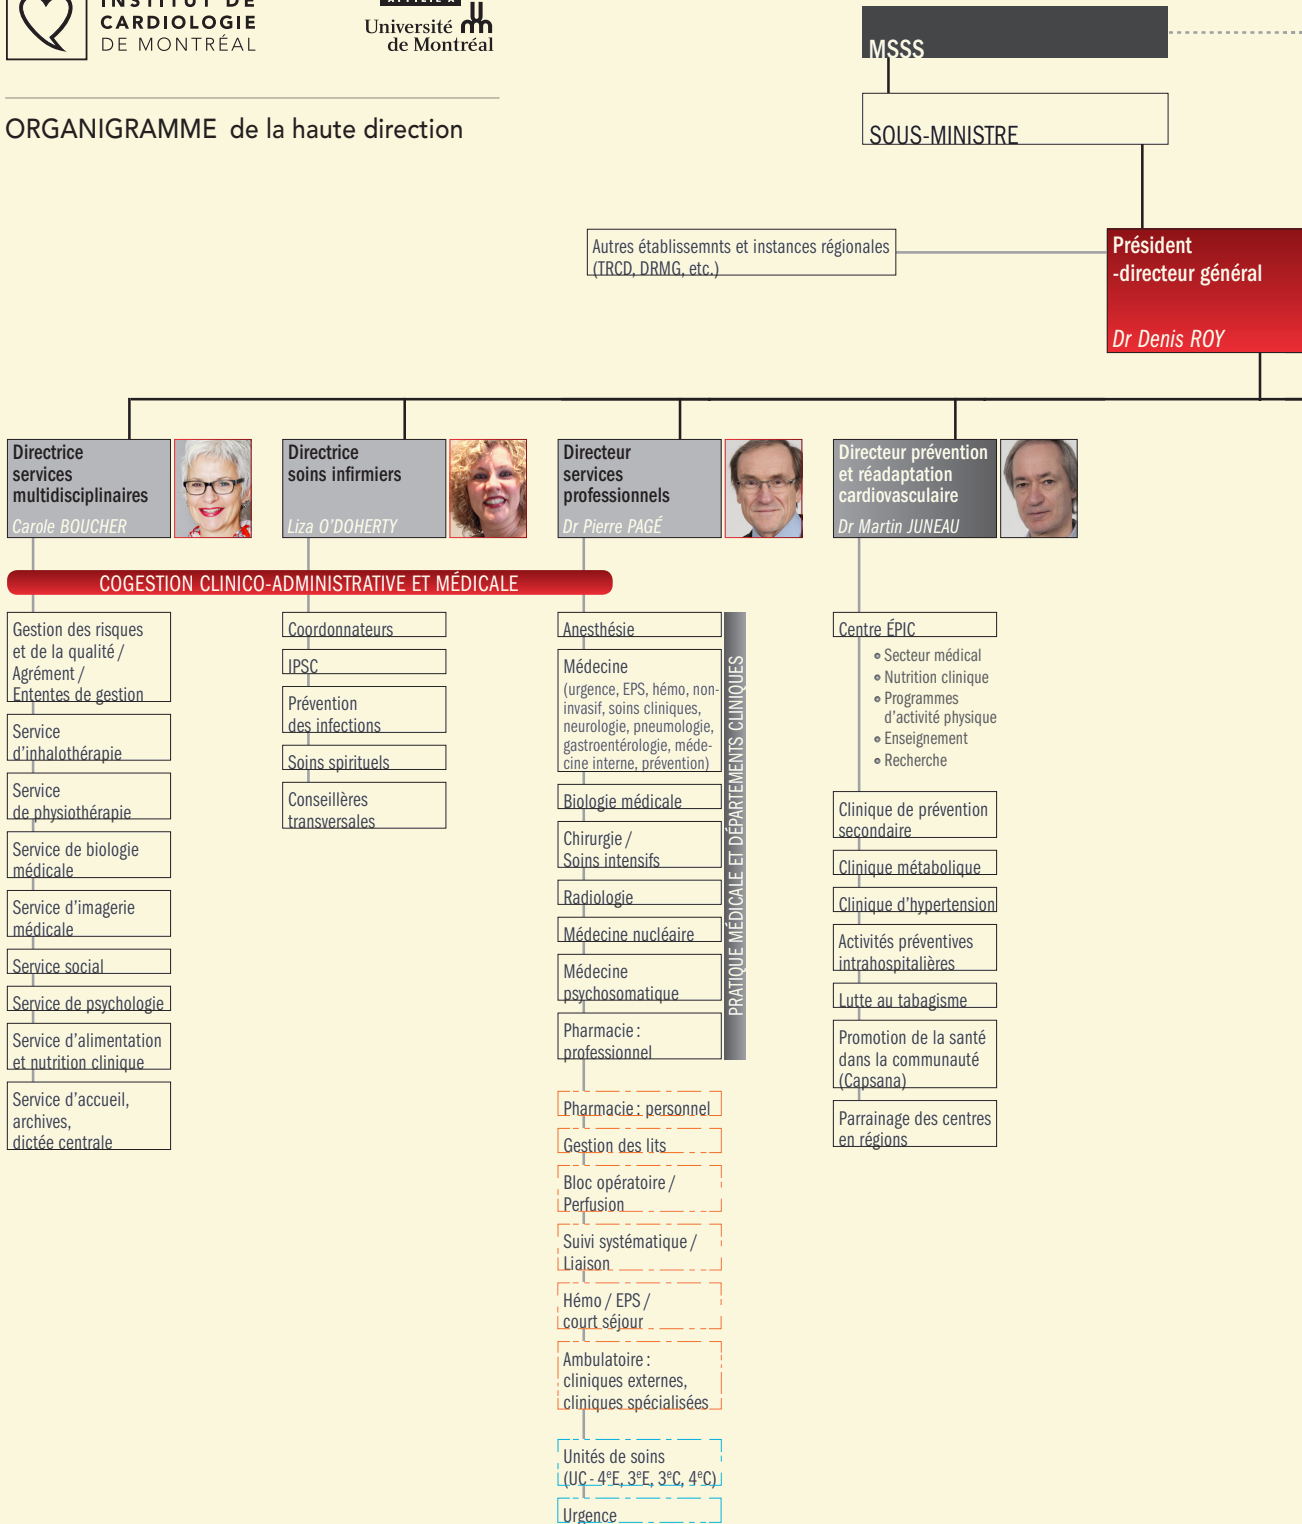 INSTITUT DE
CARDIOLOGIE
DE MONTRÉAL
AFFILIÉ À
Université
de Montréal
ORGANIGRAMME de la haute direction
MSSS
SOUS-MINISTRE
Autres établissemnts et instances régionales
(TRCD, DRMG, etc.)
Président
-directeur général
Dr Denis ROY
Directrice
services
multidisciplinaires
Carole BOUCHER
Directrice
soins infirmiers
Liza O'DOHERTY
Directeur
services
professionnels
Dr Pierre PAGÉ
Directeur prévention
et réadaptation
cardiovasculaire
Dr Martin JUNEAU
COGESTION CLINICO-ADMINISTRATIVE ET MÉDICALE
Gestion des risques
et de la qualité /
Agrément /
Ententes de gestion
Service
d'inhalothérapie
Service
de physiothérapie
Service de biologie
médicale
Service d'imagerie
médicale
Service social
Service de psychologie
Service d'alimentation
et nutrition clinique
Service d'accueil,
archives,
dictée centrale
Coordonnateurs
IPSC
Prévention
des infections
Soins spirituels
Conseillères
transversales
Anesthésie
Médecine
(urgence, EPS, hémo, non-
invasif, soins cliniques,
neurologie, pneumologie,
gastroentérologie, méde-
cine interne, prévention)
Biologie médicale
Chirurgie /
Soins intensifs
Radiologie
Médecine nucléaire
Médecine
psychosomatique
Pharmacie :
professionnel
PRATIQUE MÉDICALE ET DÉPARTEMENTS CLINIQUES
Pharmacie : personnel
Gestion des lits
Bloc opératoire /
Perfusion
Suivi systématique /
Liaison
Hémo / EPS /
court séjour
Ambulatoire :
cliniques externes,
cliniques spécialisées
Unités de soins
(UC - 4eE, 3eE, 3eC, 4eC)
Urgence
Centre ÉPIC
• Secteur médical
• Nutrition clinique
• Programmes
d'activité physique
• Enseignement
• Recherche
Clinique de prévention
secondaire
Clinique métabolique
Clinique d'hypertension
Activités préventives
intrahospitalières
Lutte au tabagisme
Promotion de la santé
dans la communauté
(Capsana)
Parrainage des centres
en régions